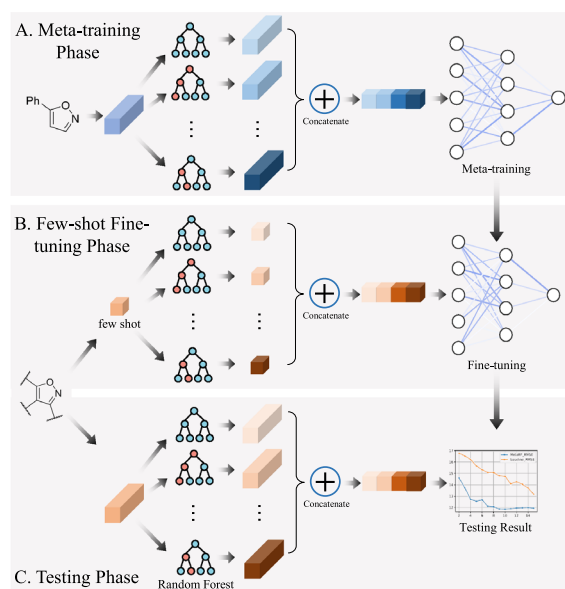 A. Meta-training
Phase
Ph
O
N
Concatenate
Meta-training
B. Few-shot Fine-
tuning Phase
few shot
Concatenate
Fine-tuning
O
N
Concatenate
Testing Result
Random Forest
C. Testing Phase